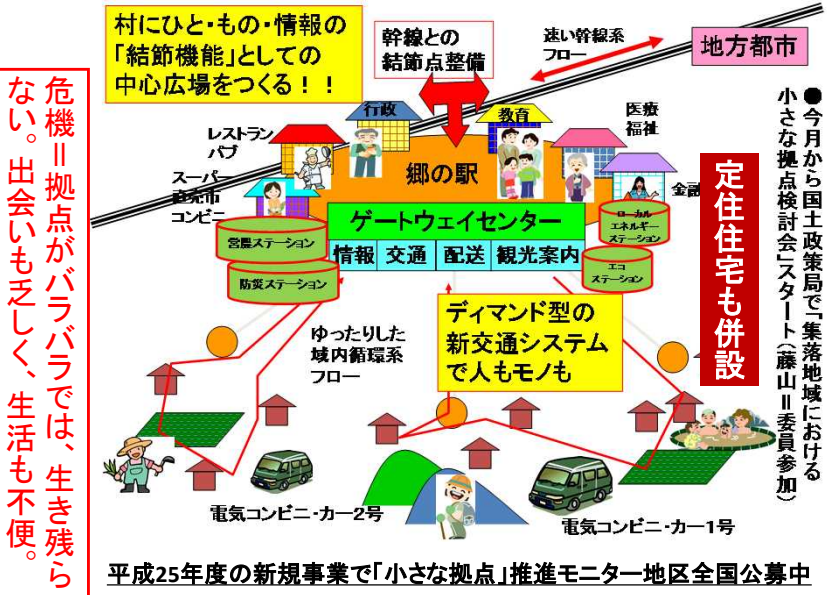 村にひと・もの・情報の
「結節機能」としての
中心広場をつくる！！
幹線との
結節点整備
速い幹線系
フロー
地方都市
危機＝拠点がバラバラでは、生き残ら
ない。出会いも乏しく、生活も不便。
●今月から国土政策局で「集落地域における
小さな拠点検討会」スタート（藤山＝委員参加）
定住住宅も併設
行政
教育
医療
福祉
レストラン
パブ
スーパー
直売市
コンビニ
郷の駅
金融
ゲートウェイセンター
情報
交通
配送
観光案内
営農ステーション
防災ステーション
ローカル
エネルギー
ステーション
エコ
ステーション
ゆったりした
域内循環系
フロー
ディマンド型の
新交通システム
で人もモノも
電気コンビニ・カー2号
電気コンビニ・カー1号
平成25年度の新規事業で「小さな拠点」推進モニター地区全国公募中